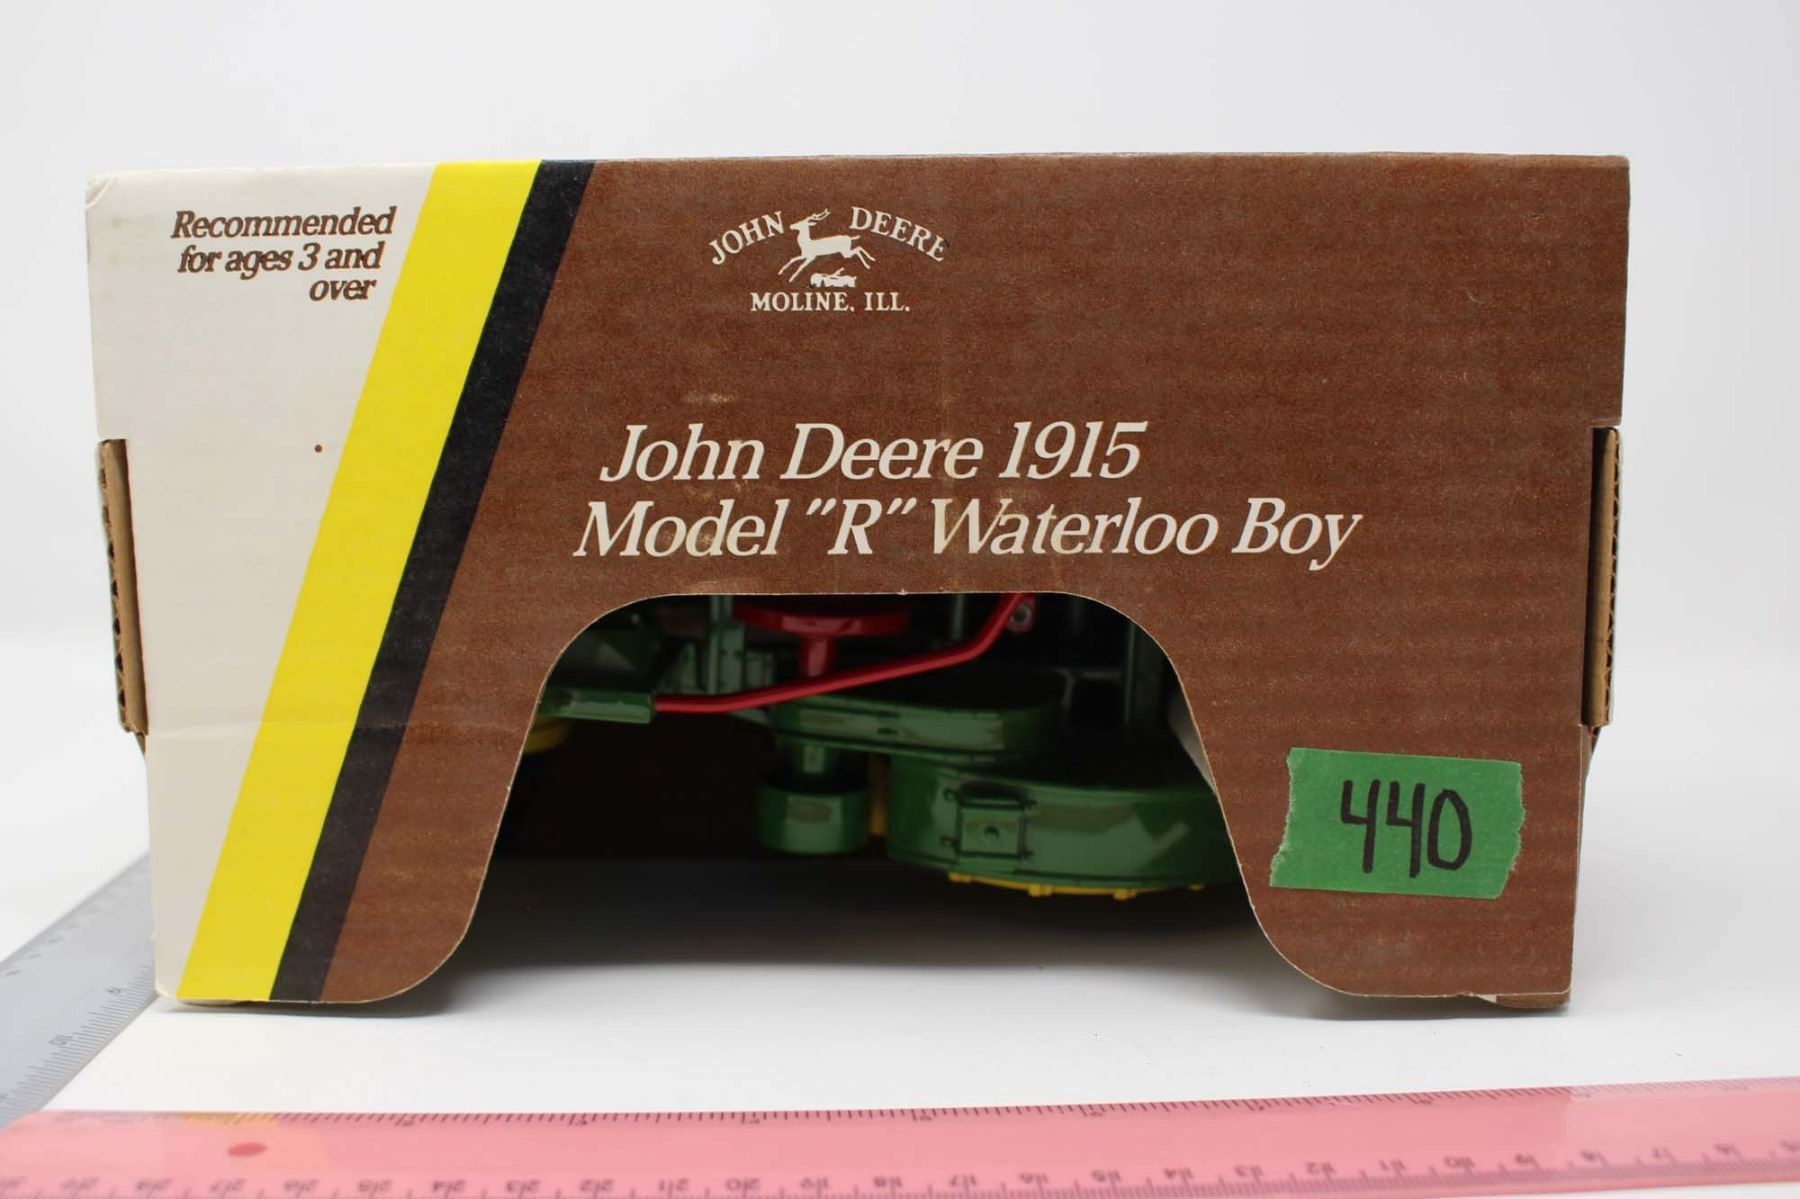 Recommended
for ages 3 and
over
JOHN DEERE
MOLINE, ILL.
John Deere 1915
Model "R" Waterloo Boy
440